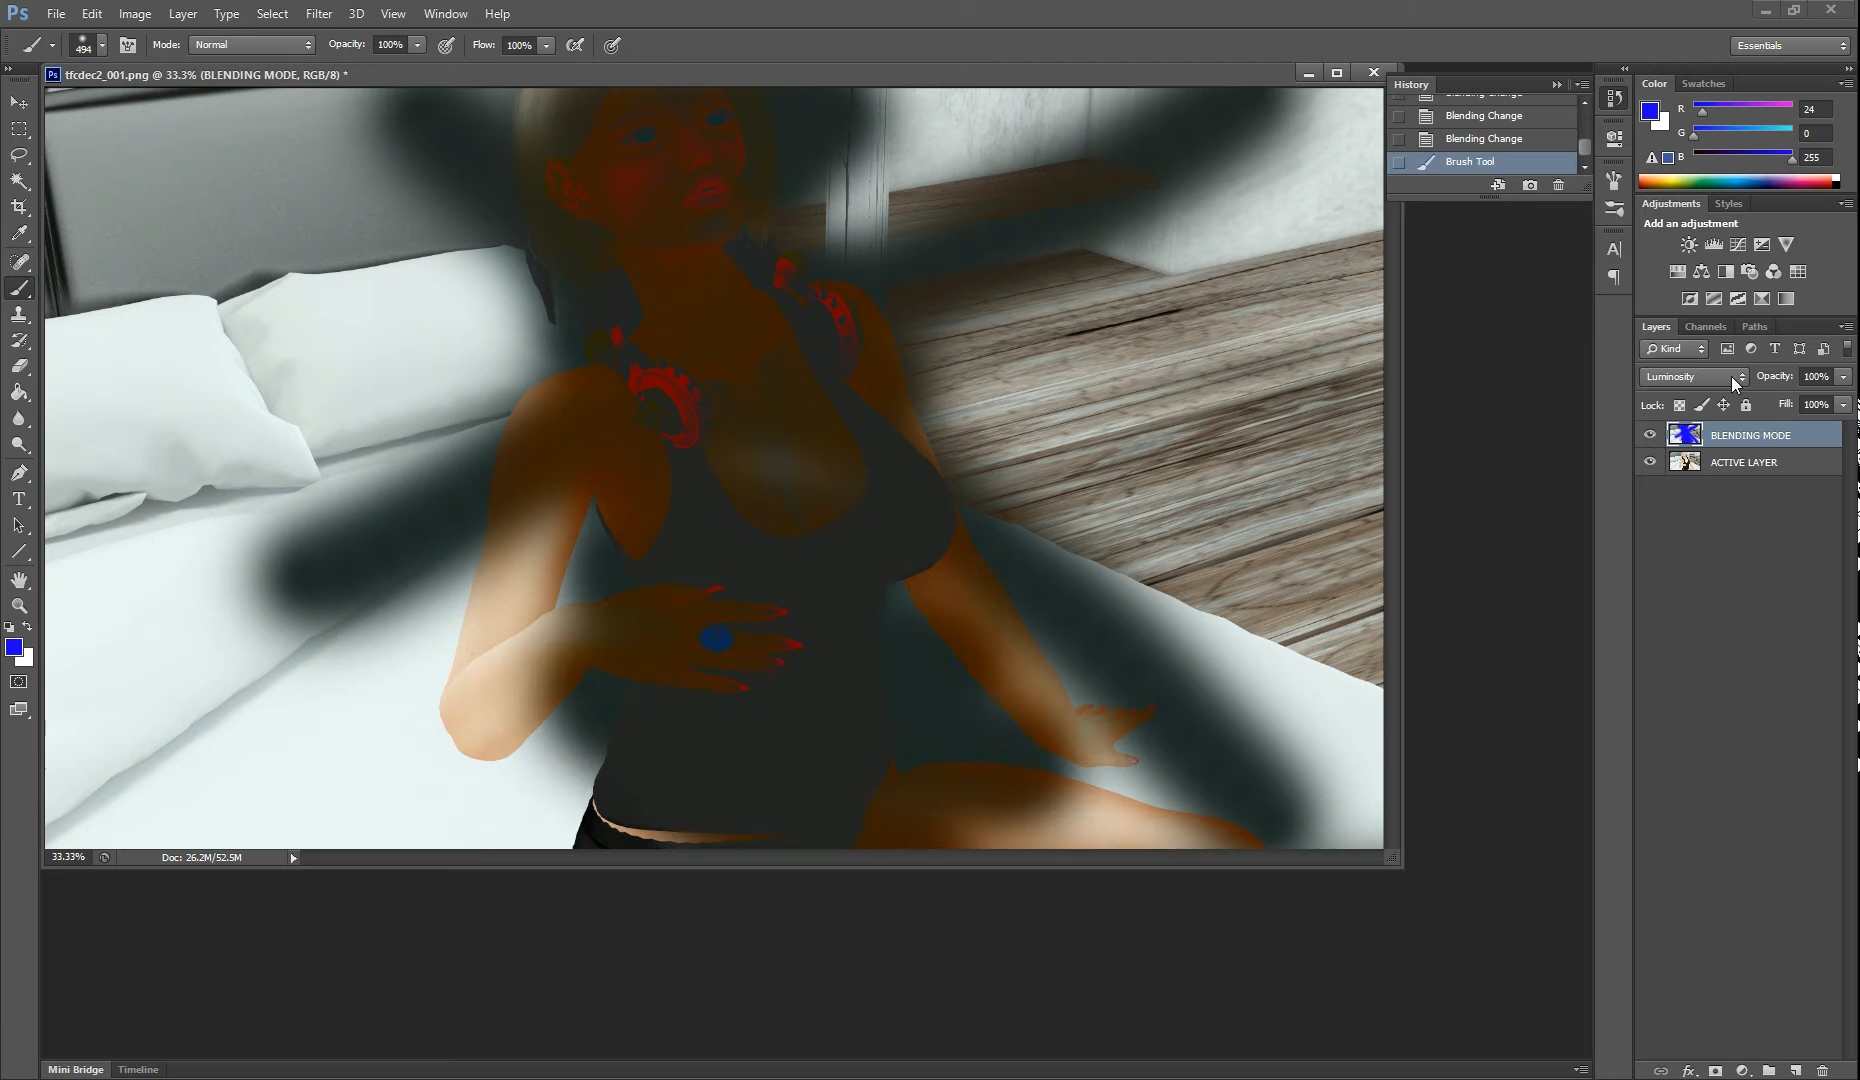 Ps File Edit Image Layer Type Select Filter 3D View Window Help
494 Mode: Normal Opacity: 100% Flow: 100% Essentials
Ps tfcdec2_001.png @ 33.3% (BLENDING MODE, RGB/8) *
History
Blending Change
Blending Change
Brush Tool
Color Swatches
R 24
G 0
B 255
Adjustments Styles
Add an adjustment
Layers Channels Paths
Kind
Luminosity Opacity: 100%
Lock: Fill: 100%
BLENDING MODE
ACTIVE LAYER
33.33% Doc: 26.2M/52.5M
Mini Bridge Timeline